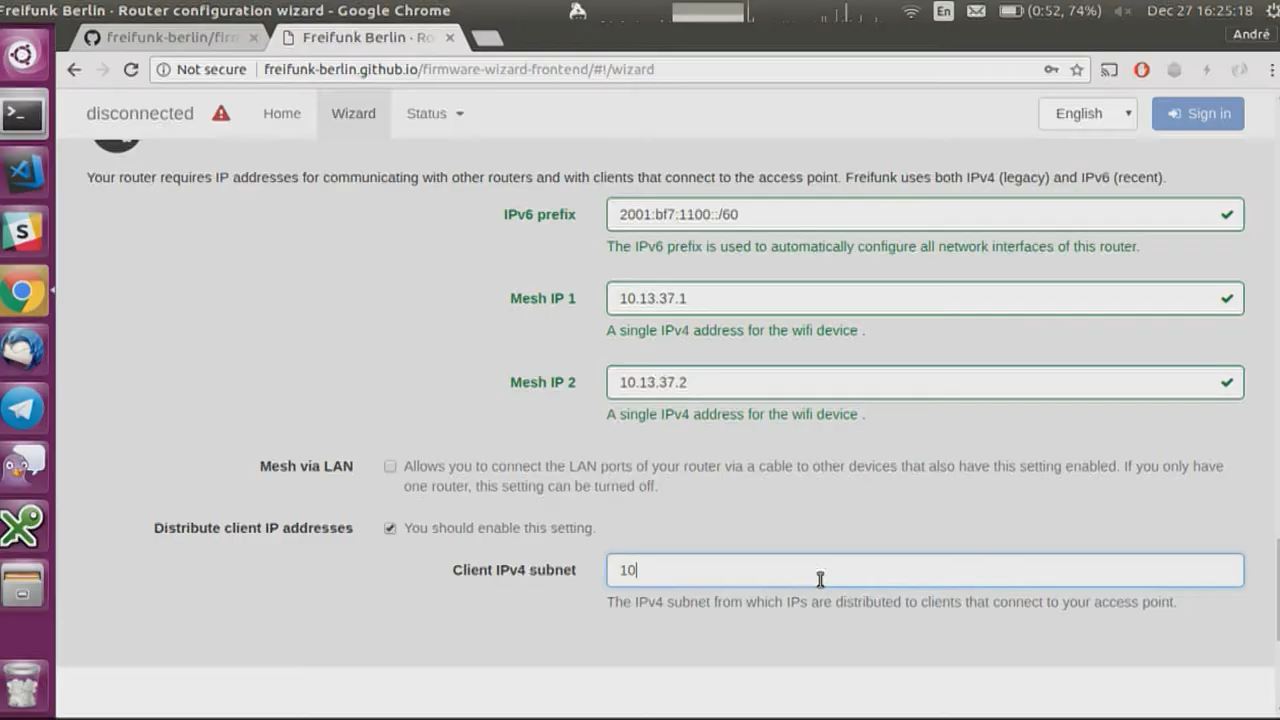 Freifunk Berlin · Router configuration wizard - Google Chrome
En
(0:52, 74%)
Dec 27 16:25:18
freifunk-berlin/firm
Freifunk Berlin · Ro
André
Not secure
freifunk-berlin.github.io/firmware-wizard-frontend/#!/wizard
disconnected
Home
Wizard
Status
English
Sign in
Your router requires IP addresses for communicating with other routers and with clients that connect to the access point. Freifunk uses both IPv4 (legacy) and IPv6 (recent).
IPv6 prefix
2001:bf7:1100::/60
The IPv6 prefix is used to automatically configure all network interfaces of this router.
Mesh IP 1
10.13.37.1
A single IPv4 address for the wifi device .
Mesh IP 2
10.13.37.2
A single IPv4 address for the wifi device .
Mesh via LAN
Allows you to connect the LAN ports of your router via a cable to other devices that also have this setting enabled. If you only have
one router, this setting can be turned off.
Distribute client IP addresses
You should enable this setting.
Client IPv4 subnet
10
The IPv4 subnet from which IPs are distributed to clients that connect to your access point.